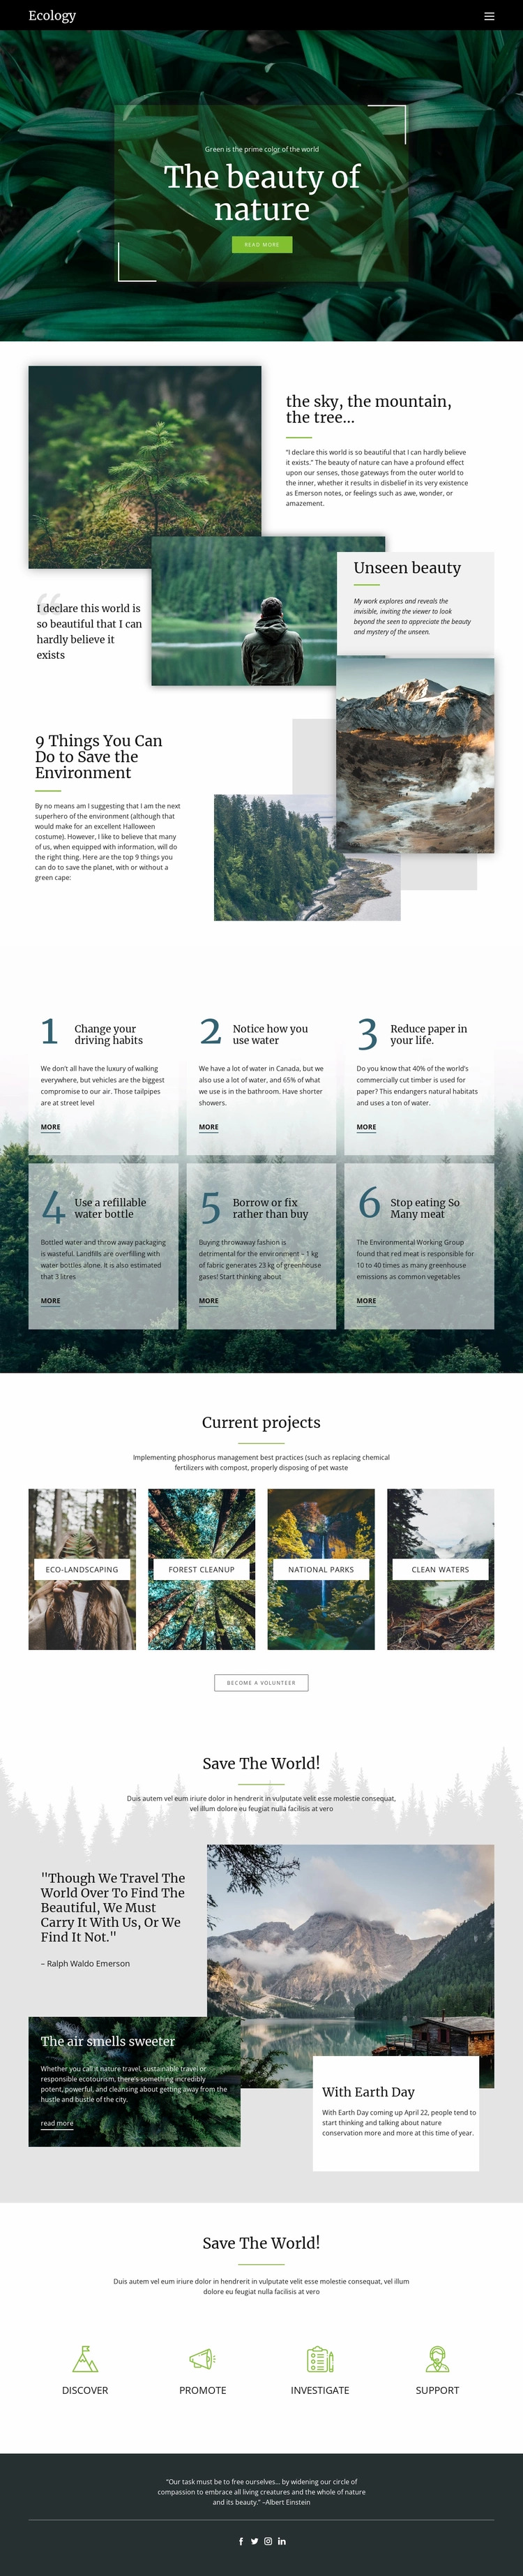 Ecology
Green is the prime color of the world
The beauty of
nature
READ MORE
the sky, the mountain,
the tree...
“I declare this world is so beautiful that I can hardly believe
it exists.” The beauty of nature can have a profound effect
upon our senses, those gateways from the outer world to
the inner, whether it results in disbelief in its very existence
as Emerson notes, or feelings such as awe, wonder, or
amazement.
Unseen beauty
My work explores and reveals the
invisible, inviting the viewer to look
beyond the seen to appreciate the beauty
and mystery of the unseen.
“
I declare this world is
so beautiful that I can
hardly believe it
exists
9 Things You Can
Do to Save the
Environment
By no means am I suggesting that I am the next
superhero of the environment (although that
would make for an excellent Halloween
costume). However, I like to believe that many
of us, when equipped with information, will do
the right thing. Here are the top 9 things you
can do to save the planet, with or without a
green cape:
1
Change your
driving habits
We don’t all have the luxury of walking
everywhere, but vehicles are the biggest
compromise to our air. Those tailpipes
are at street level
MORE
2
Notice how you
use water
We have a lot of water in Canada, but we
also use a lot of water, and 65% of what
we use is in the bathroom. Have shorter
showers.
MORE
3
Reduce paper in
your life.
Do you know that 40% of the world’s
commercially cut timber is used for
paper? This endangers natural habitats
and uses a ton of water.
MORE
4
Use a refillable
water bottle
Bottled water and throw away packaging
is wasteful. Landfills are overfilling with
water bottles alone. It is also estimated
that 3 litres
MORE
5
Borrow or fix
rather than buy
Buying throwaway fashion is
detrimental for the environment – 1 kg
of fabric generates 23 kg of greenhouse
gases! Start thinking about
MORE
6
Stop eating So
Many meat
The Environmental Working Group
found that red meat is responsible for
10 to 40 times as many greenhouse
emissions as common vegetables
MORE
Current projects
Implementing phosphorus management best practices (such as replacing chemical
fertilizers with compost, properly disposing of pet waste
ECO-LANDSCAPING
FOREST CLEANUP
NATIONAL PARKS
CLEAN WATERS
BECOME A VOLUNTEER
Save The World!
Duis autem vel eum iriure dolor in hendrerit in vulputate velit esse molestie consequat,
vel illum dolore eu feugiat nulla facilisis at vero
"Though We Travel The
World Over To Find The
Beautiful, We Must
Carry It With Us, Or We
Find It Not."
– Ralph Waldo Emerson
The air smells sweeter
Whether you call it nature travel, sustainable travel or
responsible ecotourism, there’s something incredibly
potent, powerful, and cleansing about getting away from the
hustle and bustle of the city.
read more
With Earth Day
With Earth Day coming up April 22, people tend to
start thinking and talking about nature
conservation more and more at this time of year.
Save The World!
Duis autem vel eum iriure dolor in hendrerit in vulputate velit esse molestie consequat, vel illum
dolore eu feugiat nulla facilisis at vero
DISCOVER
PROMOTE
INVESTIGATE
SUPPORT
“Our task must be to free ourselves... by widening our circle of
compassion to embrace all living creatures and the whole of nature
and its beauty.” –Albert Einstein